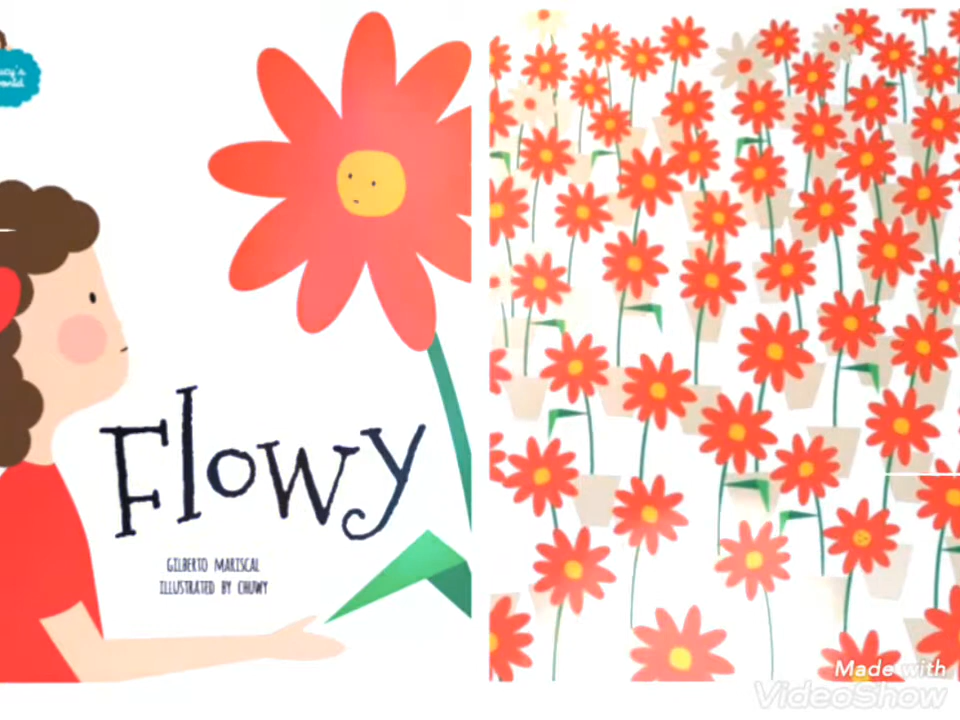 Flowy
GILBERTO MARISCAL
ILLUSTRATED BY CHUWY
Made with
VideoShow